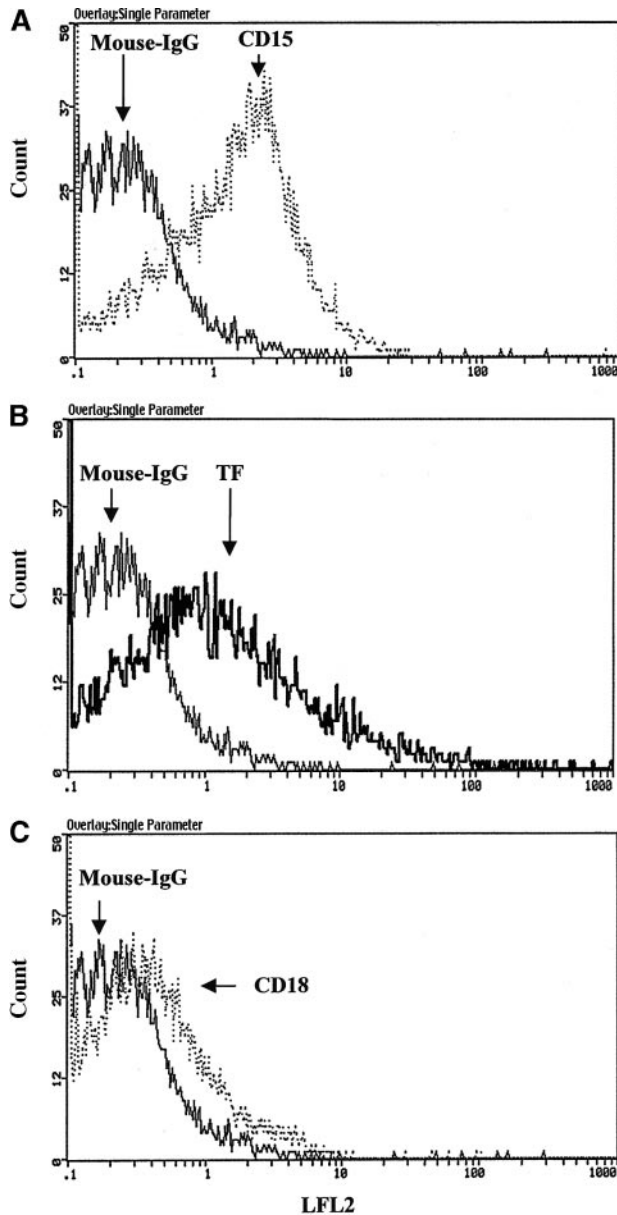 A
Overlay:Single Parameter
Mouse-IgG CD15
Count
50
37
25
12
0
.1 1 10 100 1000
B
Overlay:Single Parameter
Mouse-IgG TF
Count
50
37
25
12
0
.1 1 10 100 1000
C
Overlay:Single Parameter
Mouse-IgG
CD18
Count
50
37
25
12
0
.1 1 10 100 1000
LFL2